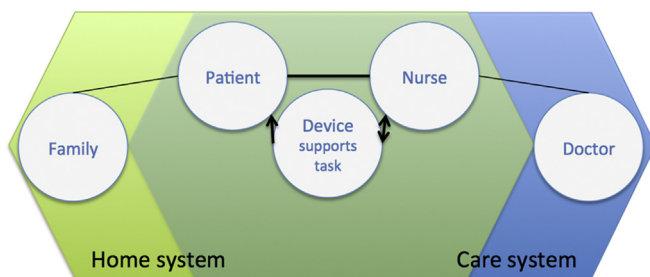 Patient
Nurse
Family
Device
supports
task
Doctor
Home system
Care system